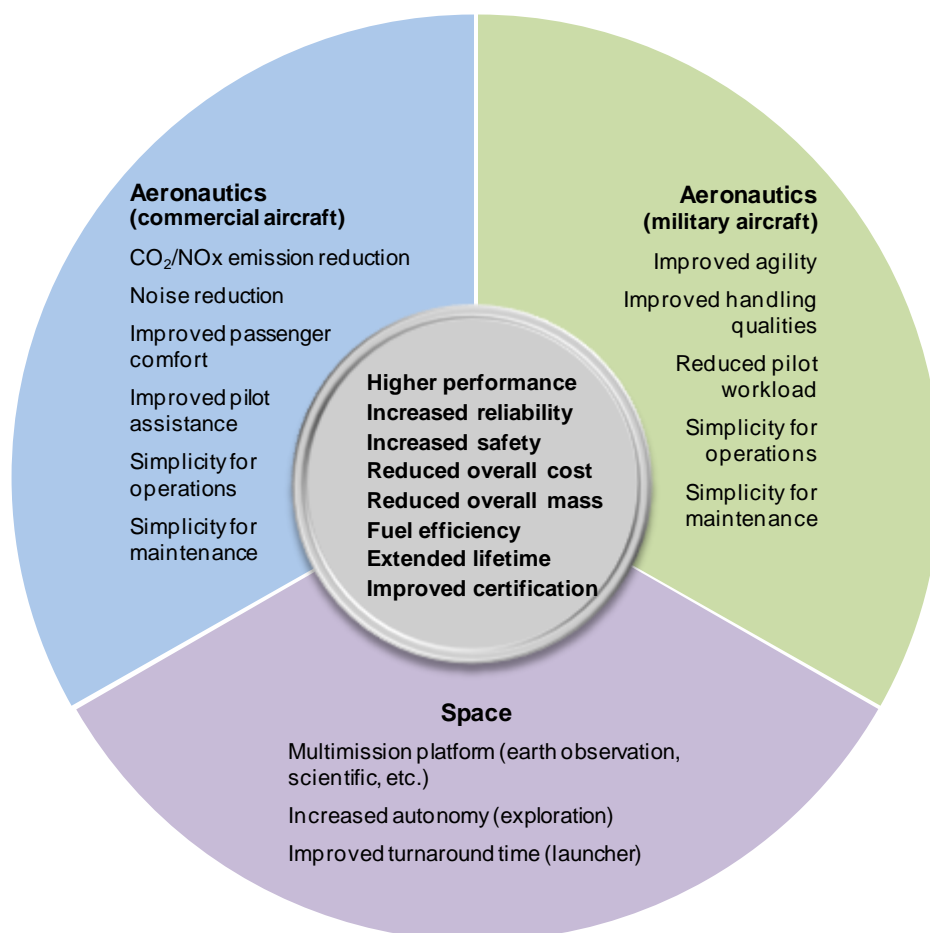 Aeronautics
(commercial aircraft)
CO₂/NOx emission reduction
Noise reduction
Improved passenger
comfort
Improved pilot
assistance
Simplicity for
operations
Simplicity for
maintenance
Aeronautics
(military aircraft)
Improved agility
Improved handling
qualities
Reduced pilot
workload
Simplicity for
operations
Simplicity for
maintenance
Higher performance
Increased reliability
Increased safety
Reduced overall cost
Reduced overall mass
Fuel efficiency
Extended lifetime
Improved certification
Space
Multimission platform (earth observation,
scientific, etc.)
Increased autonomy (exploration)
Improved turnaround time (launcher)